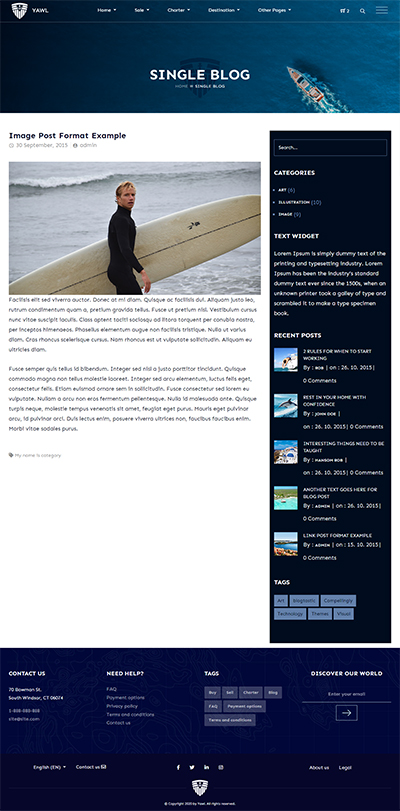 YAWL
Home Sale Charter Destination Other Pages 2
SINGLE BLOG
HOME » SINGLE BLOG
Image Post Format Example
30 September, 2015 admin
Facilisis elit sed viverra auctor. Donec at mi diam. Quisque ac facilisis dui. Aliquam justo leo,
rutrum condimentum quam a, pretium gravida tellus. Fusce ut pretium nisl. Vestibulum cursus
nunc vitae suscipit iaculis. Class aptent taciti sociosqu ad litora torquent per conubia nostra,
per inceptos himenaeos. Phasellus elementum augue non facilisis tristique. Nulla ut varius
diam. Cras rhoncus scelerisque cursus. Nam rhoncus est ut vulputate sollicitudin. Aliquam eu
ultricies diam.
Fusce semper quis tellus id bibendum. Integer sed nisl a justo porttitor tincidunt. Quisque
commodo magna non tellus molestie laoreet. Integer sed arcu elementum, luctus felis eget,
consectetur felis. Etiam euismod ornare sem in sollicitudin. Fusce consectetur sed lorem eu
vulputate. Nullam a arcu non eros fermentum pellentesque. Nulla id malesuada ante. Quisque
turpis neque, molestie tempus venenatis sit amet, feugiat eget purus. Mauris eget pulvinar
arcu, id pulvinar orci. Duis lectus enim, posuere viverra ultrices non, faucibus faucibus enim.
Morbi vitae sodales purus.
My name is category
Search...
CATEGORIES
ART (6)
ILLUSTRATION (10)
IMAGE (9)
TEXT WIDGET
Lorem Ipsum is simply dummy text of the
printing and typesetting industry. Lorem
Ipsum has been the industry's standard
dummy text ever since the 1500s, when an
unknown printer took a galley of type and
scrambled it to make a type specimen
book.
RECENT POSTS
2 RULES FOR WHEN TO START
WORKING
By : BOB | on : 26. 10. 2015|
0 Comments
REST IN YOUR HOME WITH
CONFIDENCE
By : JOHN DOE |
on : 26. 10. 2015| 0 Comments
INTERESTING THINGS NEED TO BE
TAUGHT
By : HANSOM BOB |
on : 26. 10. 2015| 0 Comments
ANOTHER TEXT GOES HERE FOR
BLOG POST
By : ADMIN | on : 26. 10. 2015|
0 Comments
LINK POST FORMAT EXAMPLE
By : ADMIN | on : 15. 10. 2015|
0 Comments
TAGS
Art blogtastic Compellingly
Technology Themes Visual
CONTACT US
70 Bowman St.
South Windsor, CT 06074
1-808-080-808
site@site.com
NEED HELP?
FAQ
Payment options
Privacy policy
Terms and conditions
Contact us
TAGS
Buy Sell Charter Blog
FAQ Payment options
Terms and conditions
DISCOVER OUR WORLD
Enter your email
English (EN) Contact us About us Legal
© Copyright 2020 by Yawl. All rights reserved.